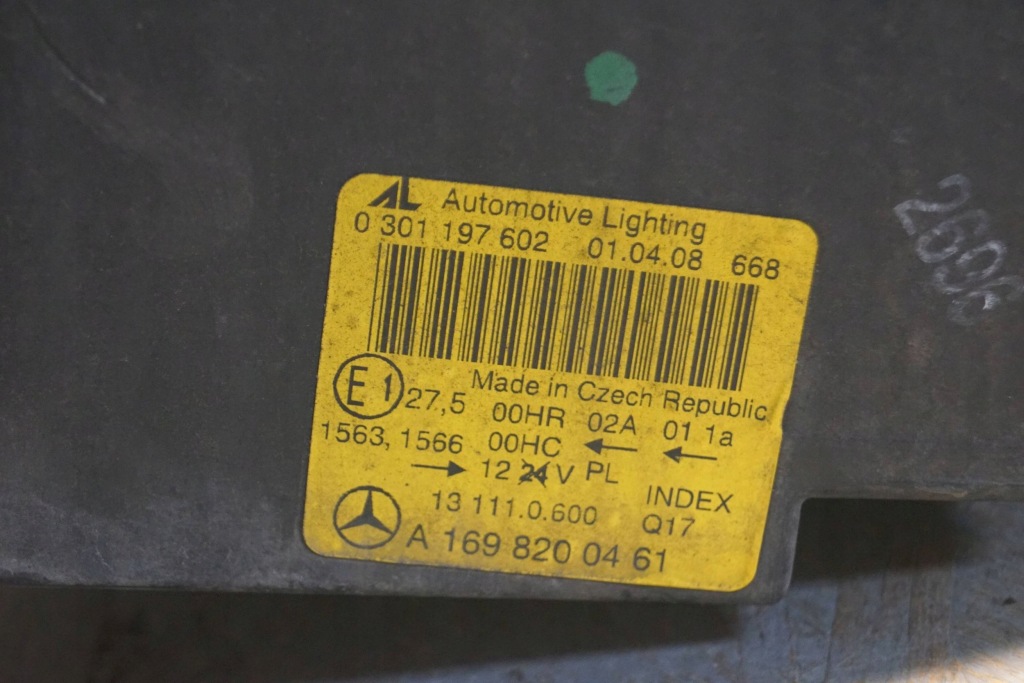 AL Automotive Lighting
0 301 197 602 01.04.08 668
Made in Czech Republic
E1 27,5 00HR 02A 01 1a
1563, 1566 00HC ← ←
→ 12 24 V PL
13 111.0.600 INDEX
Q17
A 169 820 04 61